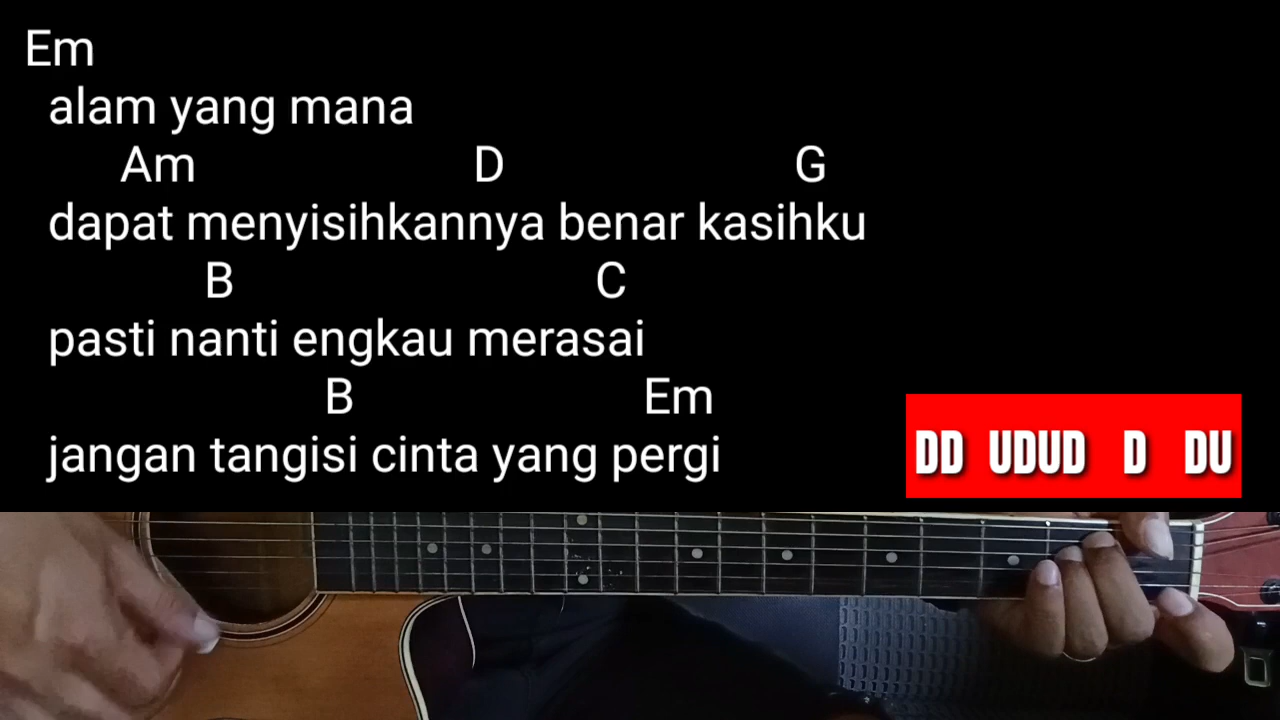 Em
alam yang mana
Am D G
dapat menyisihkannya benar kasihku
B C
pasti nanti engkau merasai
B Em
jangan tangisi cinta yang pergi
DD UDUD D DU